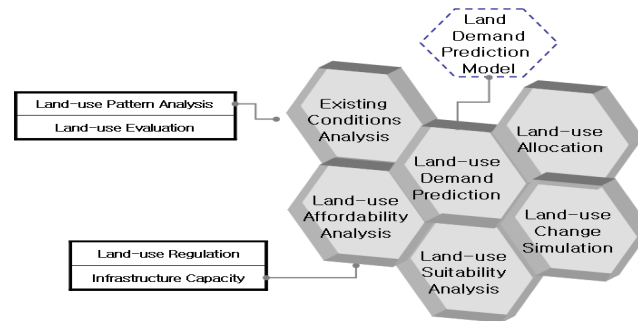 Land
Demand
Prediction
Model
Land-use Pattern Analysis
Land-use Evaluation
Existing
Conditions
Analysis
Land-use
Allocation
Land-use
Demand
Prediction
Land-use
Affordability
Analysis
Land-use
Change
Simulation
Land-use Regulation
Infrastructure Capacity
Land-use
Suitability
Analysis